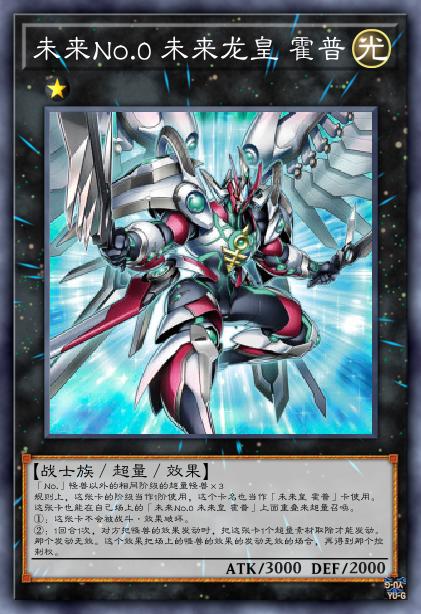 未来No.0 未来龙皇 霍普
光
【战士族/超量/效果】
「No.」怪兽以外的相同阶级的超量怪兽×3
规则上，这张卡的阶级当作1阶使用，这个卡名也当作「未来皇 霍普」卡使用。
这张卡也能在自己场上的「未来No.0 未来皇 霍普」上面重叠来超量召唤。
①：这张卡不会被战斗·效果破坏。
②：1回合1次，对方把怪兽的效果发动时，把这张卡1个超量素材取除才能发动。
那个发动无效。这个效果把场上的怪兽的效果的发动无效的场合，再得到那个控
制权。
ATK/3000 DEF/2000
YU-G